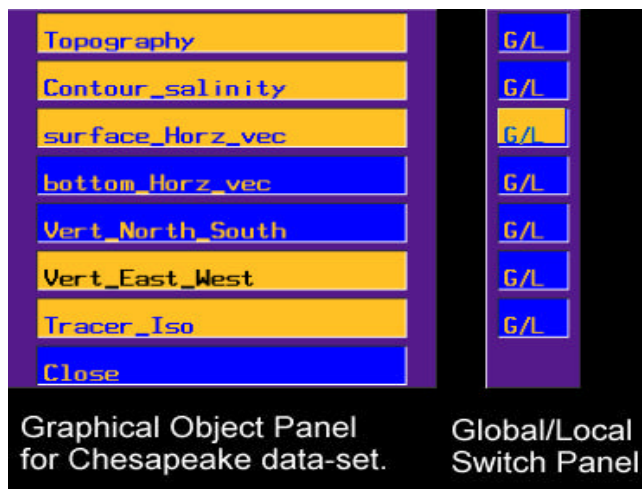 Topography G/L
Contour_salinity G/L
surface_Horz_vec G/L
bottom_Horz_vec G/L
Vert_North_South G/L
Vert_East_West G/L
Tracer_Iso G/L
Close
Graphical Object Panel
for Chesapeake data-set.
Global/Local
Switch Panel